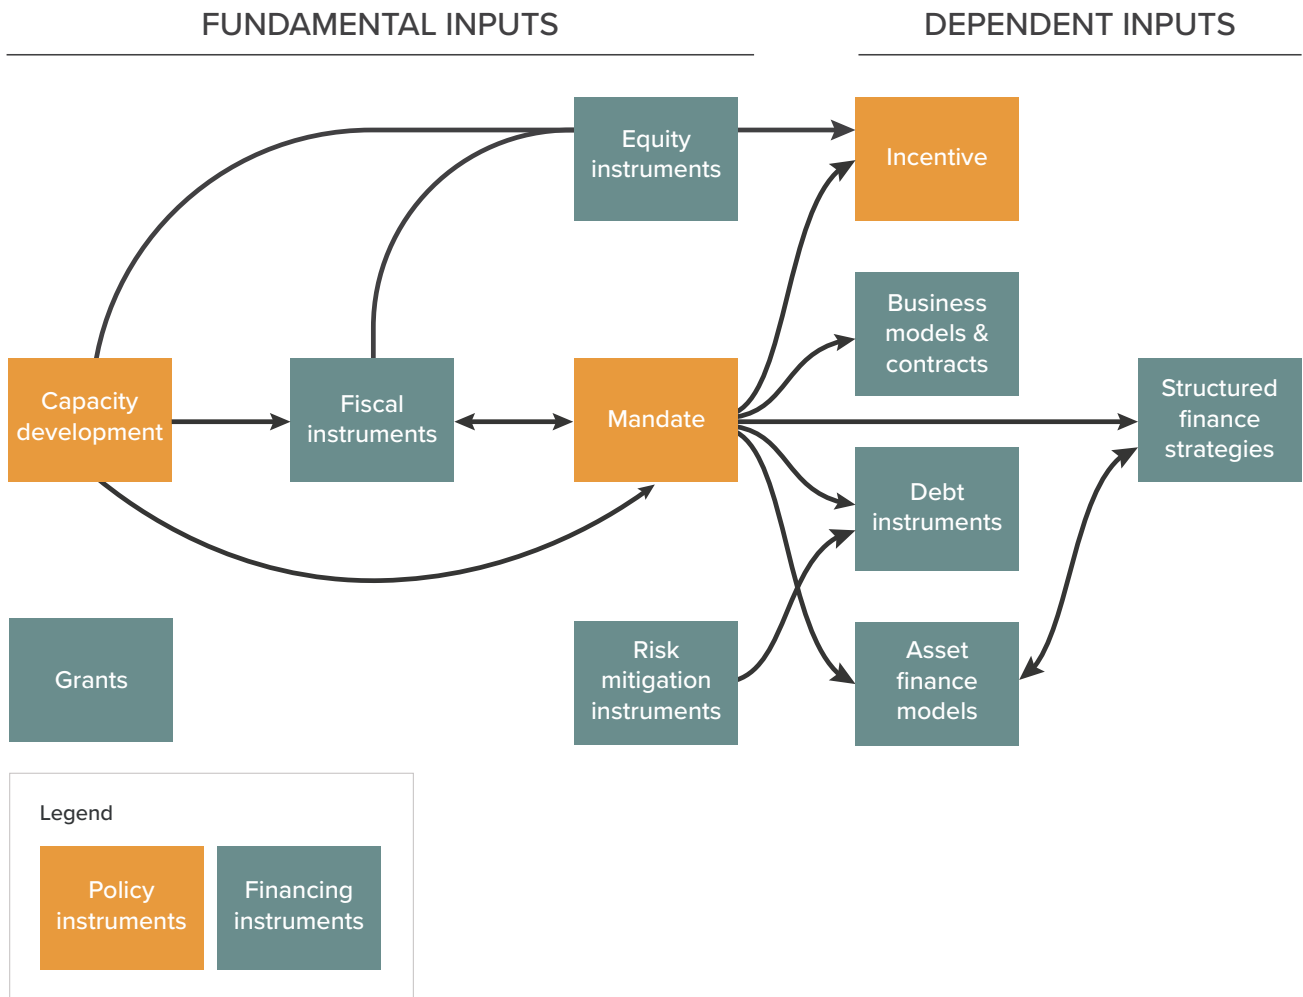 FUNDAMENTAL INPUTS
DEPENDENT INPUTS
Equity
instruments
Incentive
Business
models &
contracts
Capacity
development
Fiscal
instruments
Mandate
Structured
finance
strategies
Debt
instruments
Grants
Risk
mitigation
instruments
Asset
finance
models
Legend
Policy
instruments
Financing
instruments